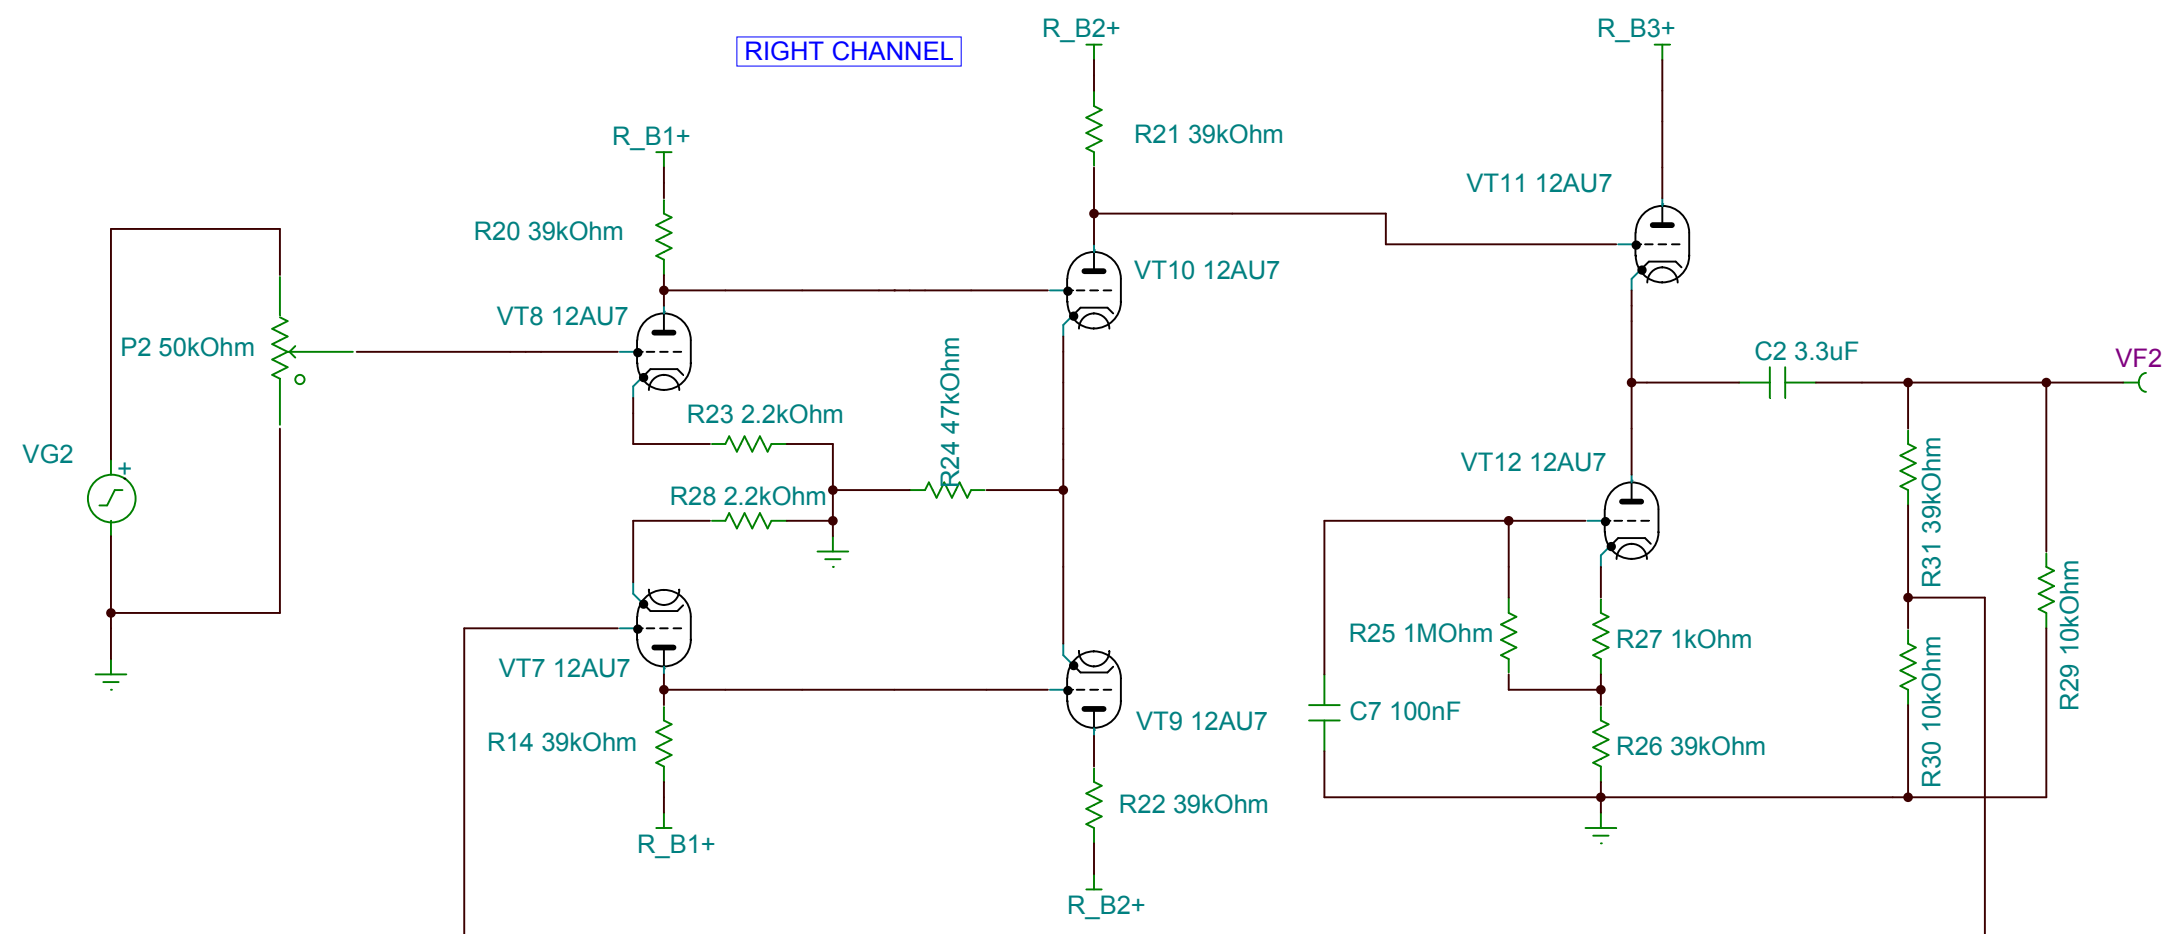 R_B2+
R_B3+
RIGHT CHANNEL
R_B1+
R21 39kOhm
VT11 12AU7
R20 39kOhm
VT10 12AU7
VT8 12AU7
P2 50kOhm
C2 3.3uF
VF2
R23 2.2kOhm
R24 47kOhm
VG2
+
VT12 12AU7
R28 2.2kOhm
R31 39kOhm
R25 1MOhm
R27 1kOhm
R29 10kOhm
VT7 12AU7
C7 100nF
VT9 12AU7
R14 39kOhm
R26 39kOhm
R30 10kOhm
R22 39kOhm
R_B1+
R_B2+